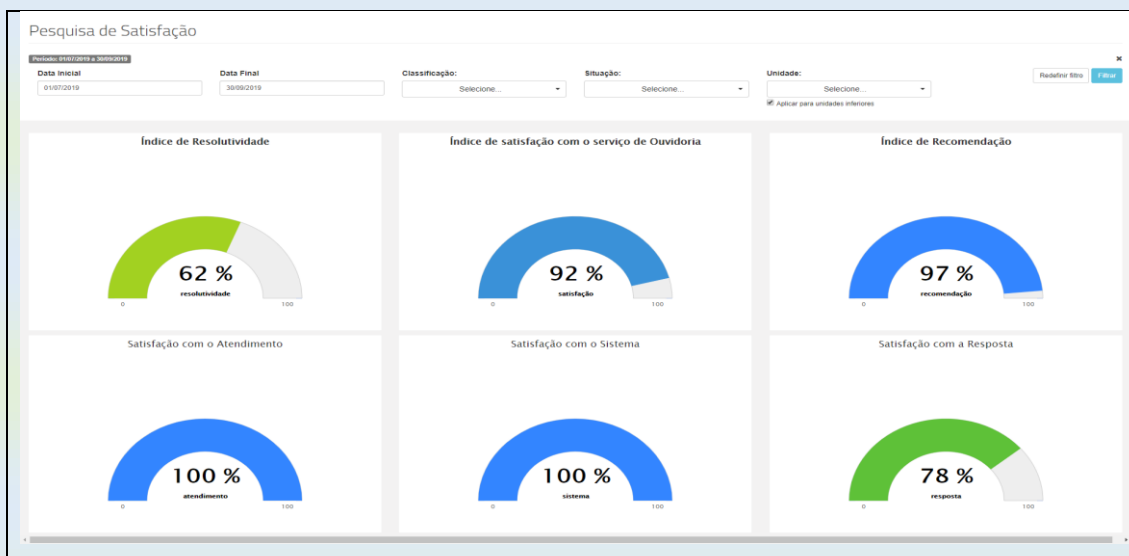 Pesquisa de Satisfação
Período: 01/07/2019 a 30/09/2019
Data Inicial Data Final Classificação: Situação: Unidade:
01/07/2019 30/09/2019 Selecione... Selecione... Selecione... Redefinir filtro Filtrar
Aplicar para unidades inferiores
Índice de Resolutividade
62 %
resolutividade
0 100
Índice de satisfação com o serviço de Ouvidoria
92 %
satisfação
0 100
Índice de Recomendação
97 %
recomendação
0 100
Satisfação com o Atendimento
100 %
atendimento
0 100
Satisfação com o Sistema
100 %
sistema
0 100
Satisfação com a Resposta
78 %
resposta
0 100